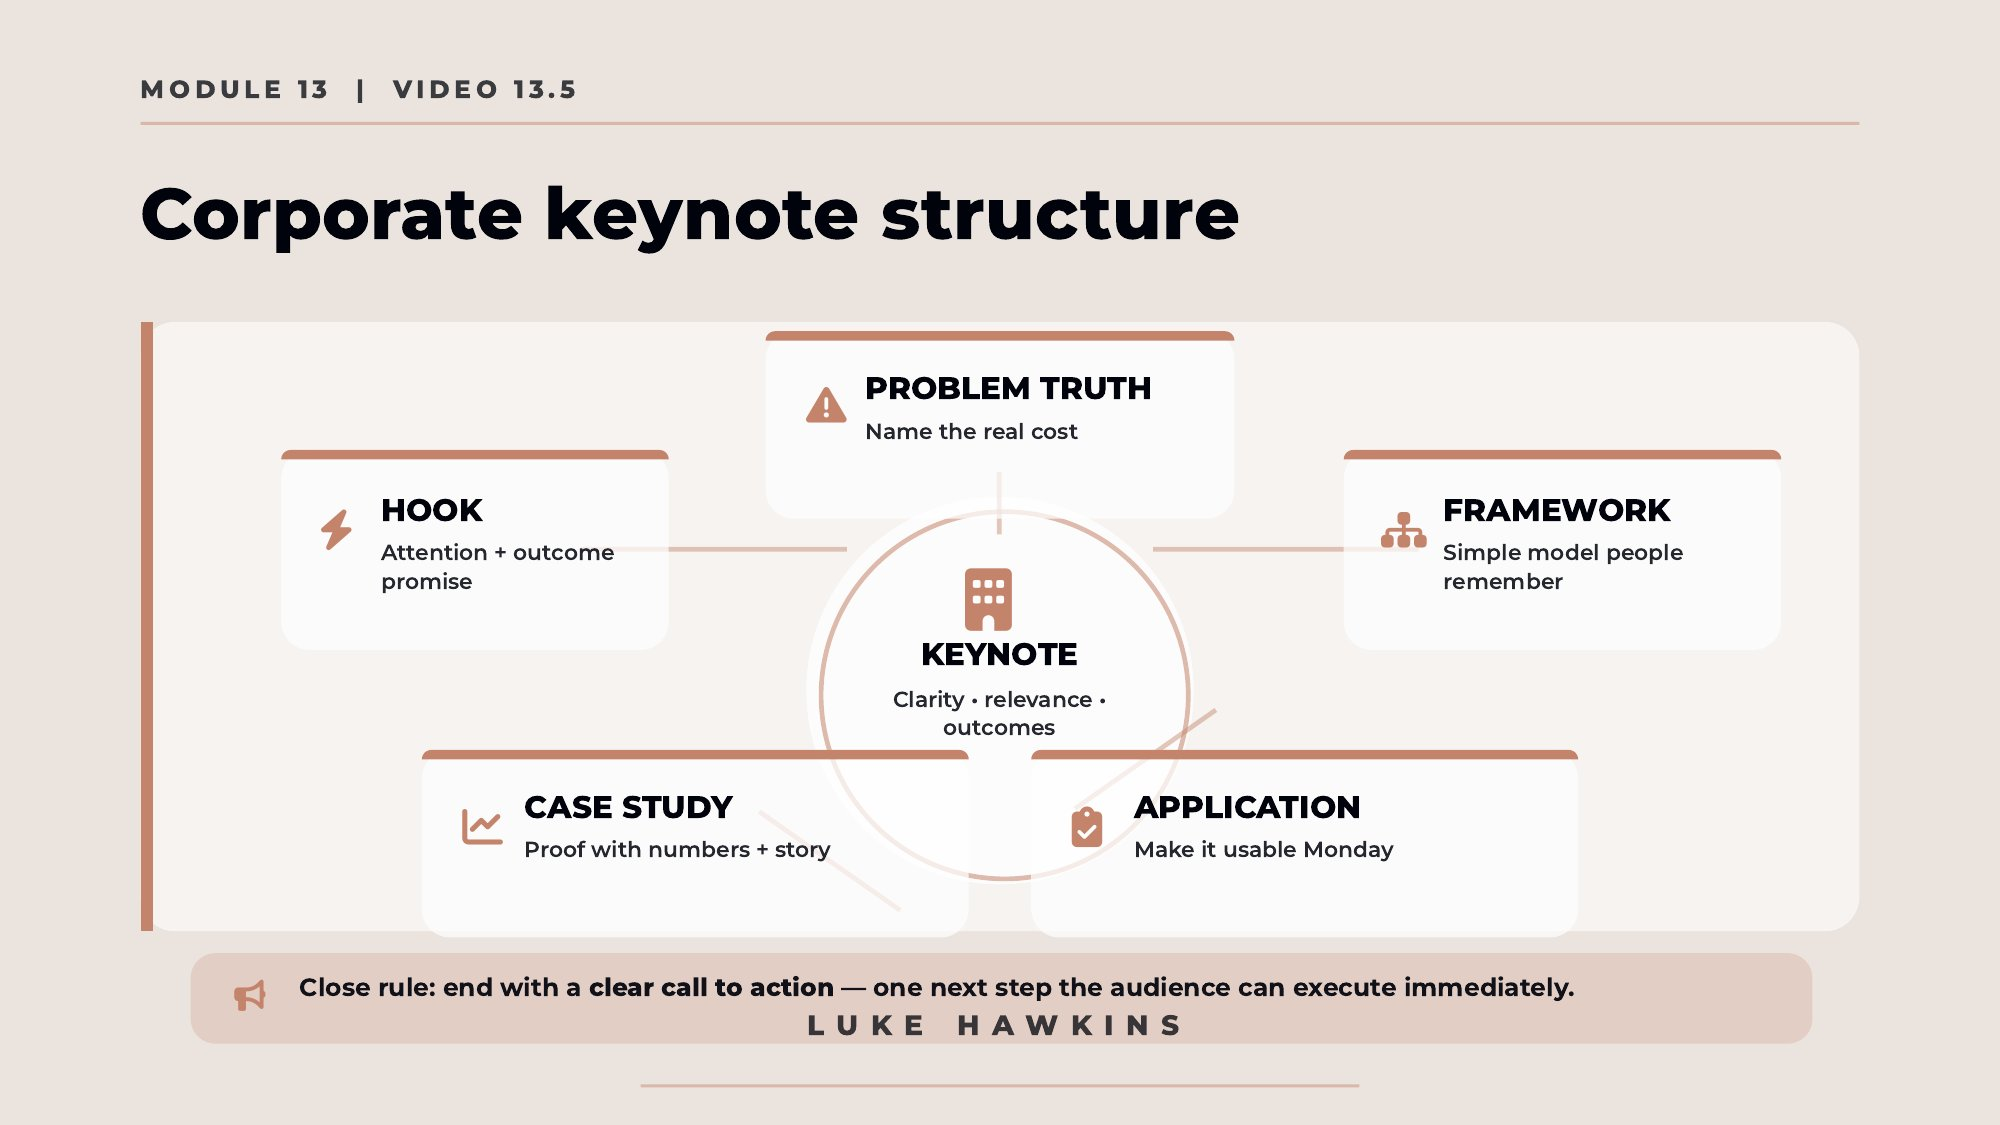 MODULE 13 | VIDEO 13.5
Corporate keynote structure
PROBLEM TRUTH
Name the real cost
HOOK
Attention + outcome
promise
FRAMEWORK
Simple model people
remember
KEYNOTE
Clarity • relevance •
outcomes
CASE STUDY
Proof with numbers + story
APPLICATION
Make it usable Monday
Close rule: end with a clear call to action — one next step the audience can execute immediately.
LUKE HAWKINS